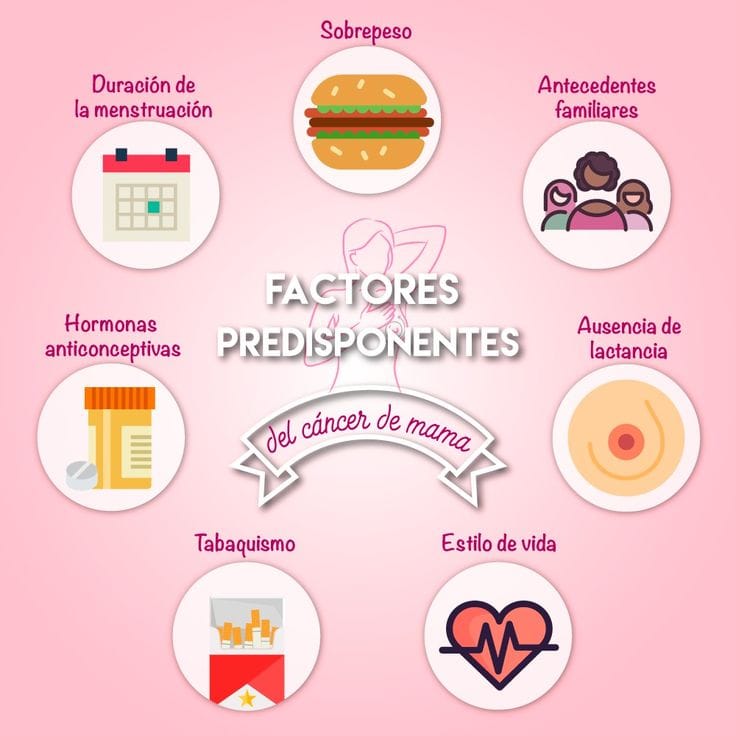 Sobrepeso
Duración de
la menstruación
Antecedentes
familiares
FACTORES
PREDISPONENTES
del cáncer de mama
Hormonas
anticonceptivas
Ausencia de
lactancia
Tabaquismo
Estilo de vida